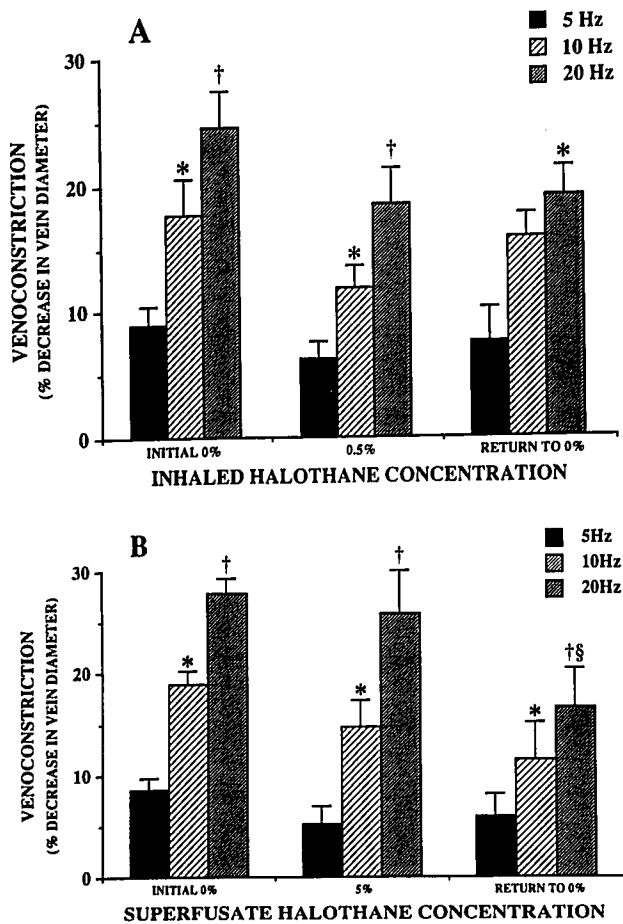 A
5 Hz
10 Hz
20 Hz
VENOCONSTRICTION
(% DECREASE IN VEIN DIAMETER)
30
20
10
0
†
*
†
*
*
INITIAL 0%
0.5%
RETURN TO 0%
INHALED HALOTHANE CONCENTRATION
B
5Hz
10Hz
20Hz
VENOCONSTRICTION
(% DECREASE IN VEIN DIAMETER)
30
20
10
0
†
*
†
*
†§
*
INITIAL 0%
5%
RETURN TO 0%
SUPERFUSATE HALOTHANE CONCENTRATION